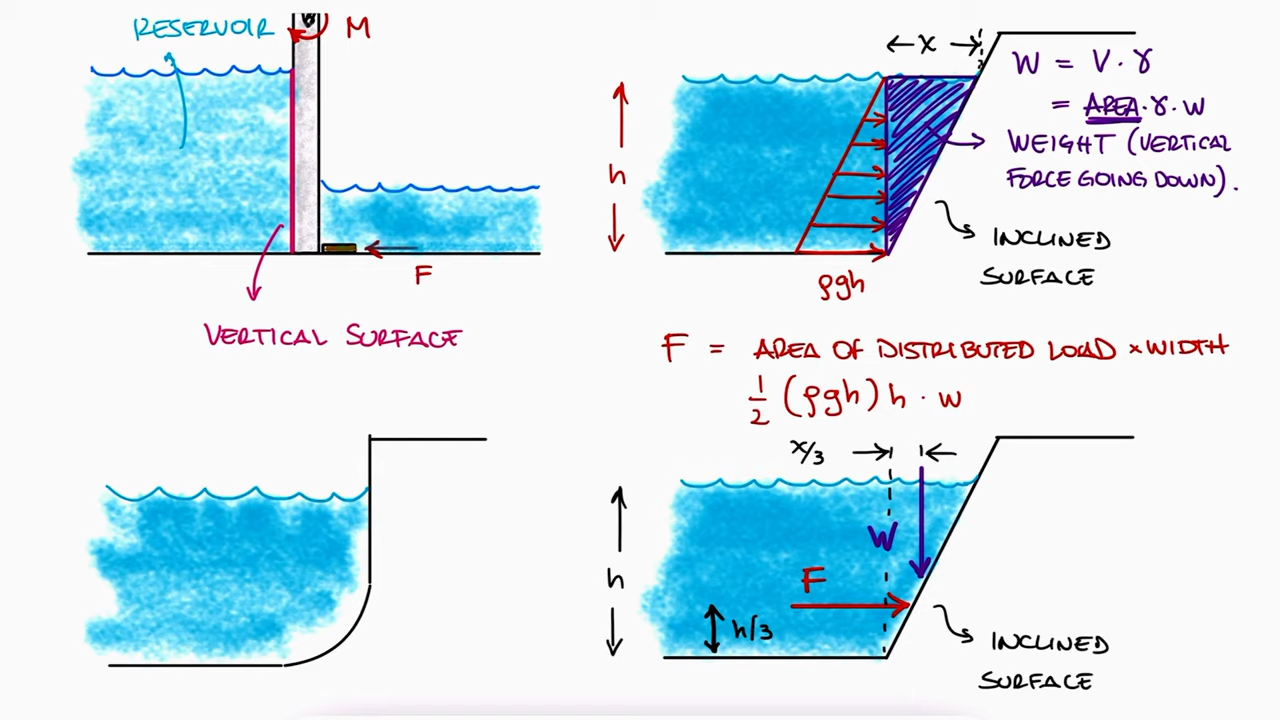 RESERVOIR
M
F
VERTICAL SURFACE
x
h
ρgh
W = V · γ
= AREA · γ · w
WEIGHT (VERTICAL
FORCE GOING DOWN).
INCLINED
SURFACE
F = AREA OF DISTRIBUTED LOAD × WIDTH
1/2 (ρgh) h · w
x/3
h
W
F
h/3
INCLINED
SURFACE